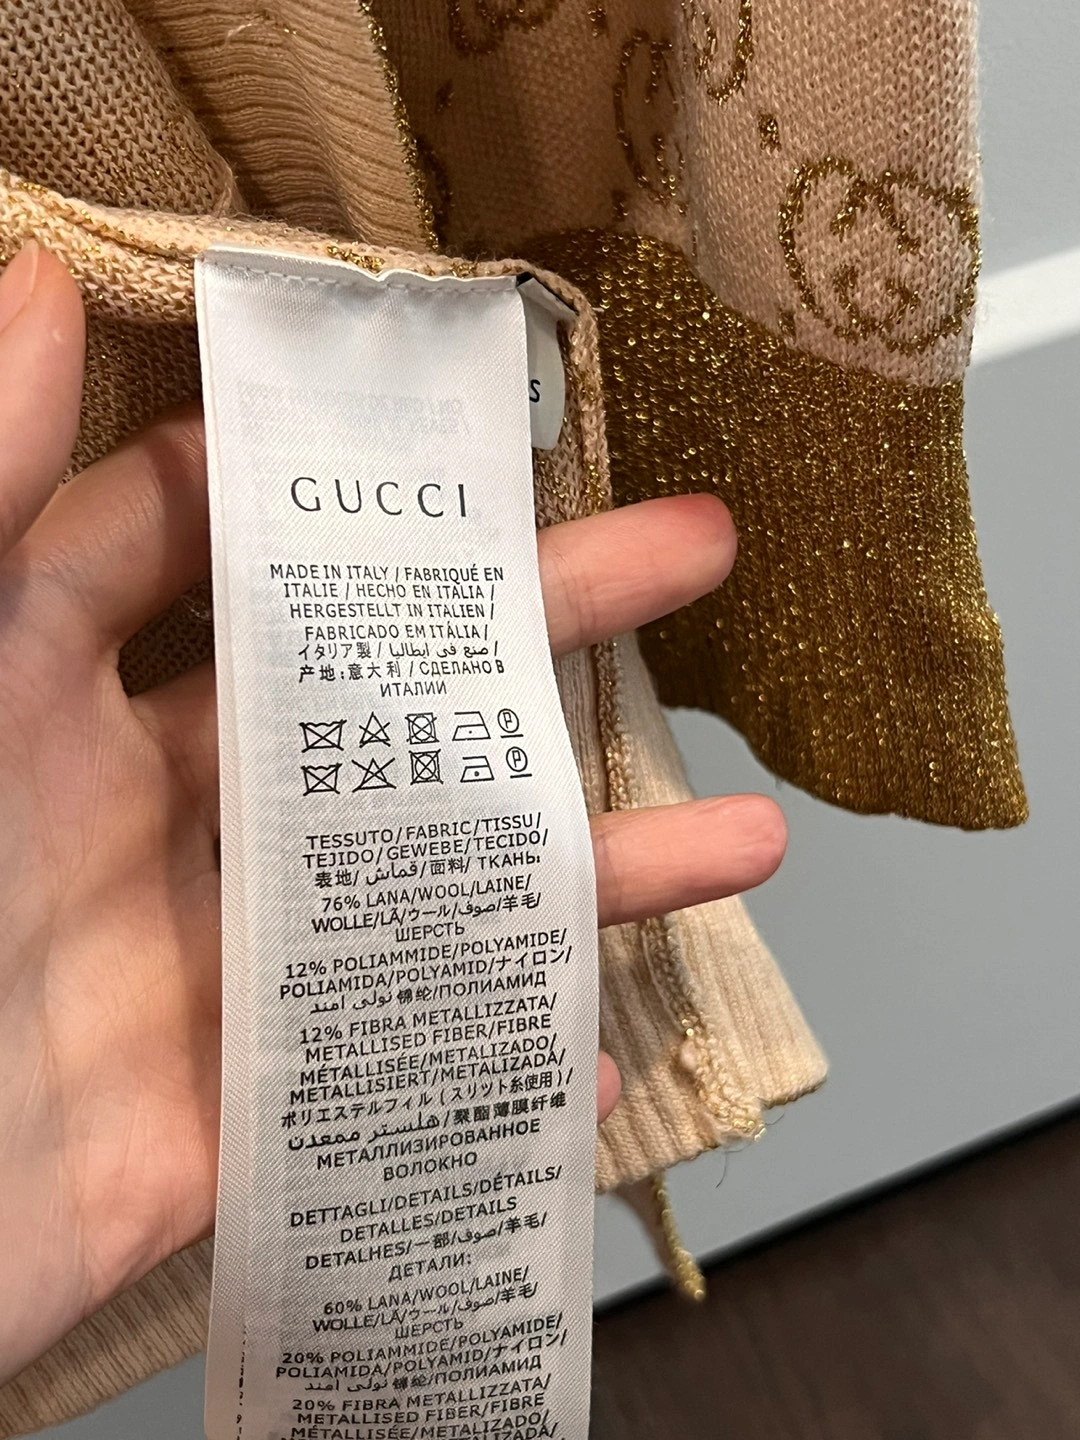 S
GUCCI
MADE IN ITALY / FABRIQUÉ EN
ITALIE / HECHO EN ITALIA /
HERGESTELLT IN ITALIEN /
FABRICADO EM ITÁLIA /
イタリア製 / صنع في ايطاليا /
产地:意大利 / СДЕЛАНО В
ИТАЛИИ
P
P
TESSUTO/FABRIC/TISSU/
TEJIDO/GEWEBE/TECIDO/
表地/ قماش/面料/ ТКАНЬ:
76% LANA/WOOL/LAINE/
WOLLE/LÃ/ウール/صوف/羊毛/
ШЕРСТЬ
12% POLIAMMIDE/POLYAMIDE/
POLIAMIDA/POLYAMID/ナイロン/
نولى امند 锦纶/ПОЛИАМИД
12% FIBRA METALLIZZATA/
METALLISED FIBER/FIBRE
MÉTALLISÉE/METALIZADO/
METALLISIERT/METALIZADA/
ポリエステルフィル (スリット糸使用)/
هلستر ممعدن/聚酯薄膜纤维
МЕТАЛЛИЗИРОВАННОЕ
ВОЛОКНО
DETTAGLI/DETAILS/DÉTAILS/
DETALLES/DETAILS
DETALHES/一部/صوف/羊毛/
ДЕТАЛИ:
60% LANA/WOOL/LAINE/
WOLLE/LÃ/ウール/صوف/羊毛/
ШЕРСТЬ
20% POLIAMMIDE/POLYAMIDE/
POLIAMIDA/POLYAMID/ナイロン/
نولى امند 锦纶/ПОЛИАМИД
20% FIBRA METALLIZZATA/
METALLISED FIBER/FIBRE
MÉTALLISÉE/METALIZADO/